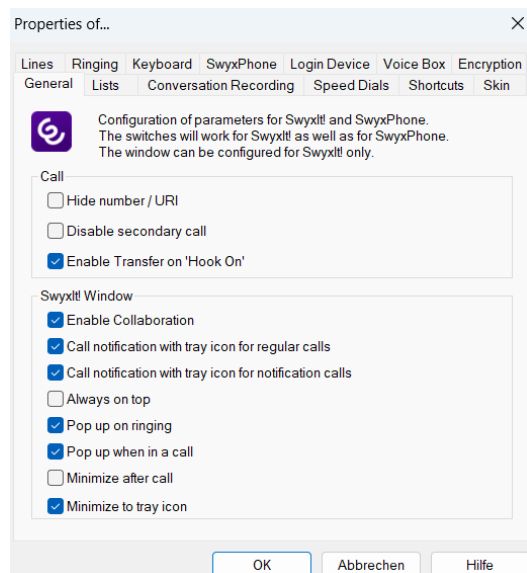 Properties of...
Lines Ringing Keyboard SwyxPhone Login Device Voice Box Encryption
General Lists Conversation Recording Speed Dials Shortcuts Skin
Configuration of parameters for SwyxIt! and SwyxPhone.
The switches will work for SwyxIt! as well as for SwyxPhone.
The window can be configured for SwyxIt! only.
Call
Hide number / URI
Disable secondary call
Enable Transfer on 'Hook On'
SwyxIt! Window
Enable Collaboration
Call notification with tray icon for regular calls
Call notification with tray icon for notification calls
Always on top
Pop up on ringing
Pop up when in a call
Minimize after call
Minimize to tray icon
OK Abbrechen Hilfe